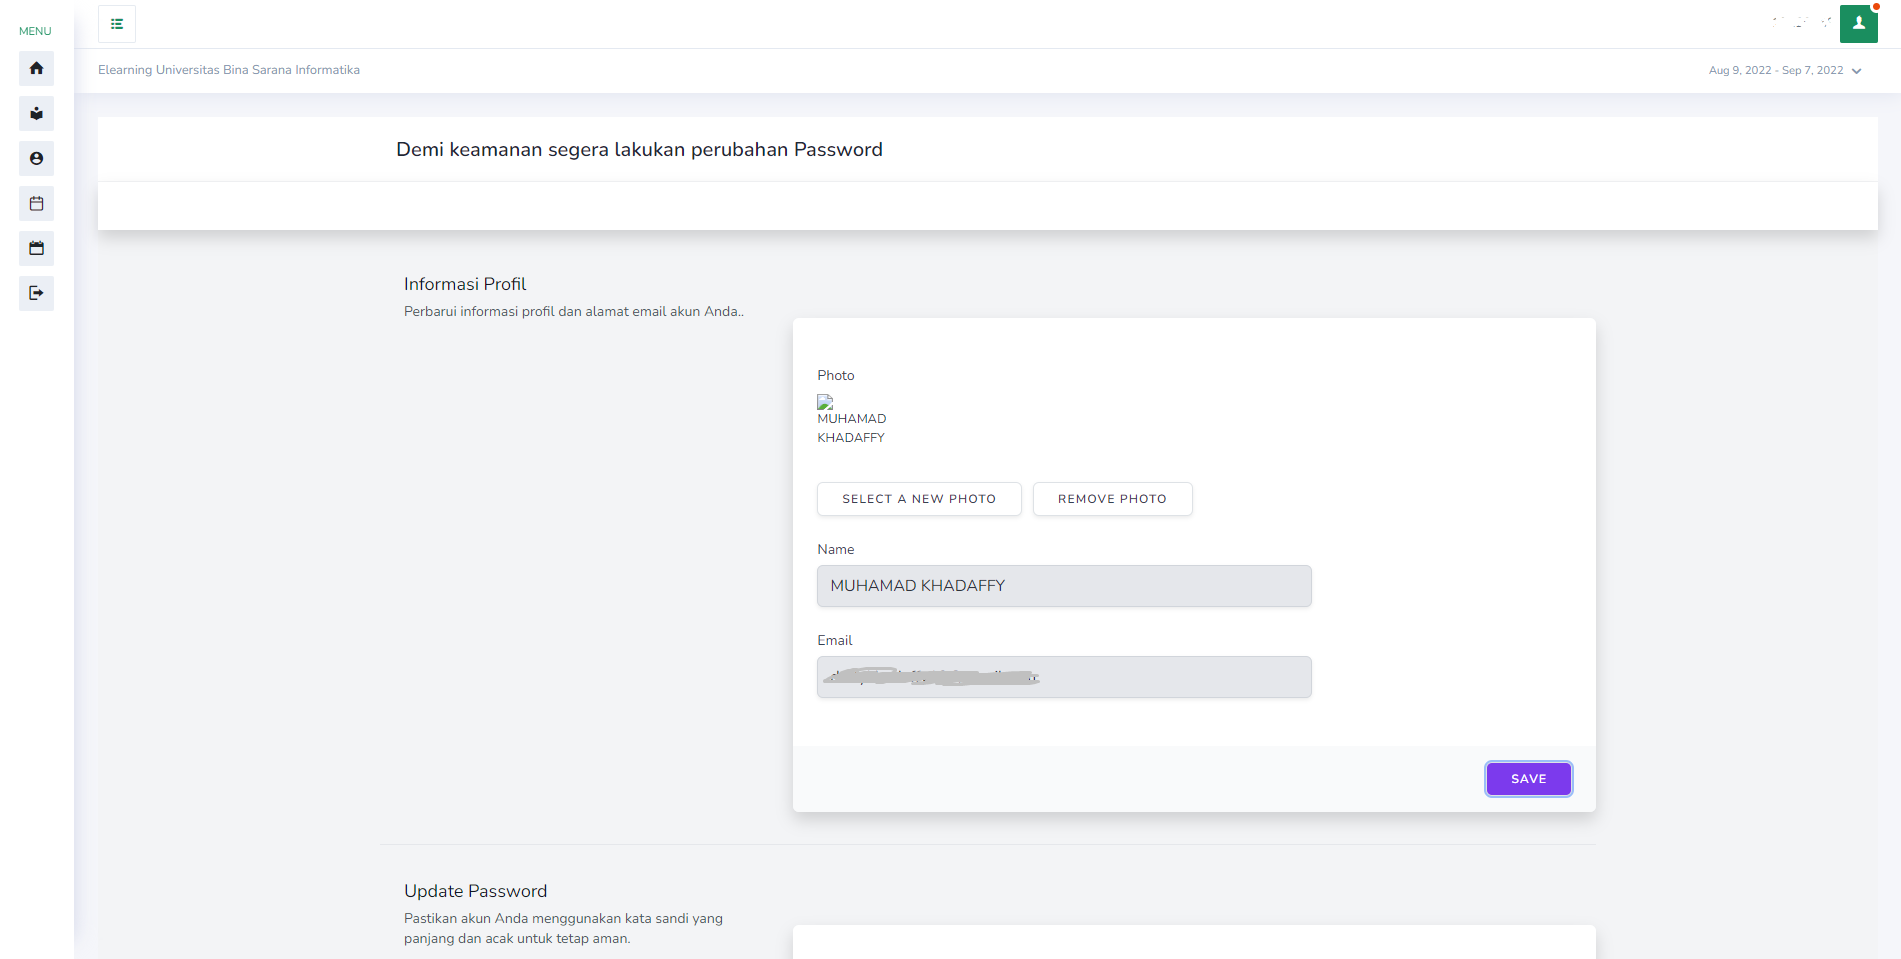 MENU
Elearning Universitas Bina Sarana Informatika
Aug 9, 2022 - Sep 7, 2022
Demi keamanan segera lakukan perubahan Password
Informasi Profil
Perbarui informasi profil dan alamat email akun Anda..
Photo
MUHAMAD
KHADAFFY
SELECT A NEW PHOTO
REMOVE PHOTO
Name
MUHAMAD KHADAFFY
Email
SAVE
Update Password
Pastikan akun Anda menggunakan kata sandi yang
panjang dan acak untuk tetap aman.